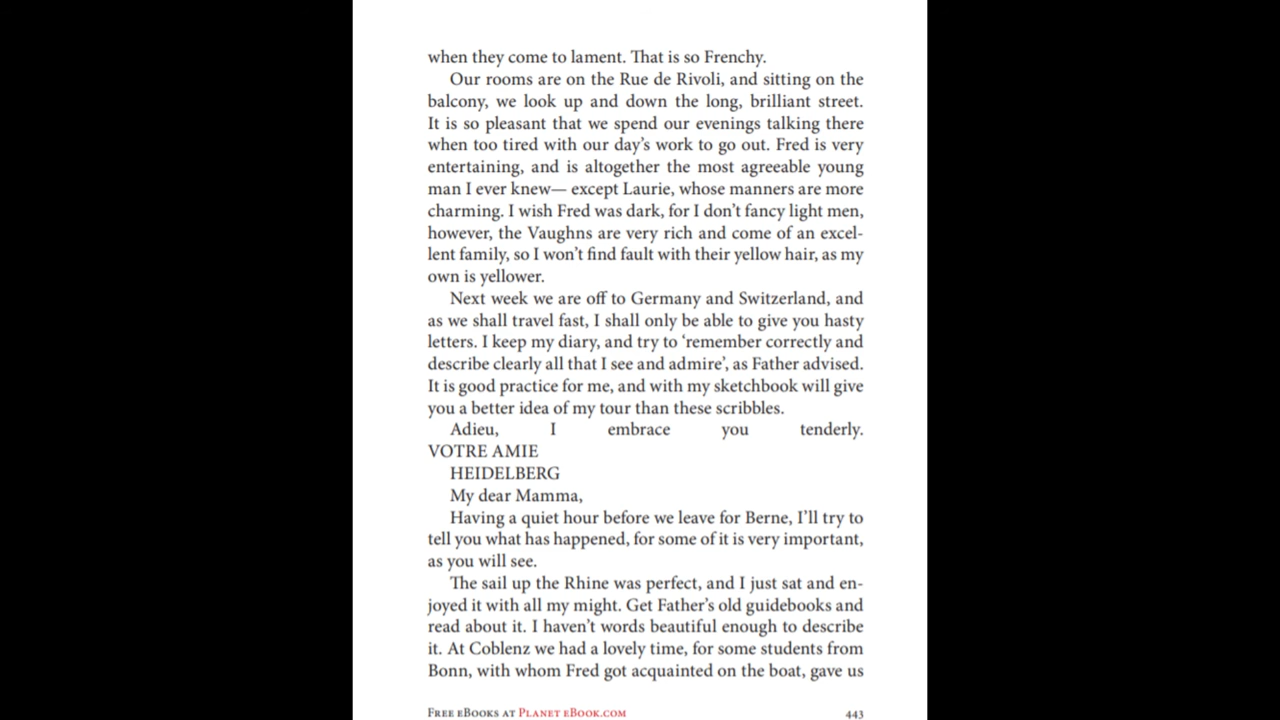 when they come to lament. That is so Frenchy.
Our rooms are on the Rue de Rivoli, and sitting on the
balcony, we look up and down the long, brilliant street.
It is so pleasant that we spend our evenings talking there
when too tired with our day’s work to go out. Fred is very
entertaining, and is altogether the most agreeable young
man I ever knew— except Laurie, whose manners are more
charming. I wish Fred was dark, for I don’t fancy light men,
however, the Vaughns are very rich and come of an excel-
lent family, so I won’t find fault with their yellow hair, as my
own is yellower.
Next week we are off to Germany and Switzerland, and
as we shall travel fast, I shall only be able to give you hasty
letters. I keep my diary, and try to ‘remember correctly and
describe clearly all that I see and admire’, as Father advised.
It is good practice for me, and with my sketchbook will give
you a better idea of my tour than these scribbles.
Adieu, I embrace you tenderly.
VOTRE AMIE
HEIDELBERG
My dear Mamma,
Having a quiet hour before we leave for Berne, I’ll try to
tell you what has happened, for some of it is very important,
as you will see.
The sail up the Rhine was perfect, and I just sat and en-
joyed it with all my might. Get Father’s old guidebooks and
read about it. I haven’t words beautiful enough to describe
it. At Coblenz we had a lovely time, for some students from
Bonn, with whom Fred got acquainted on the boat, gave us
Free eBooks at Planet eBook.com 443